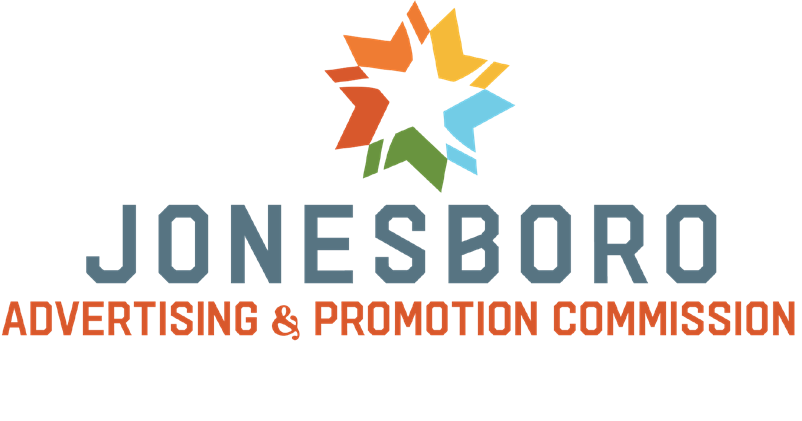 JONESBORO
ADVERTISING & PROMOTION COMMISSION